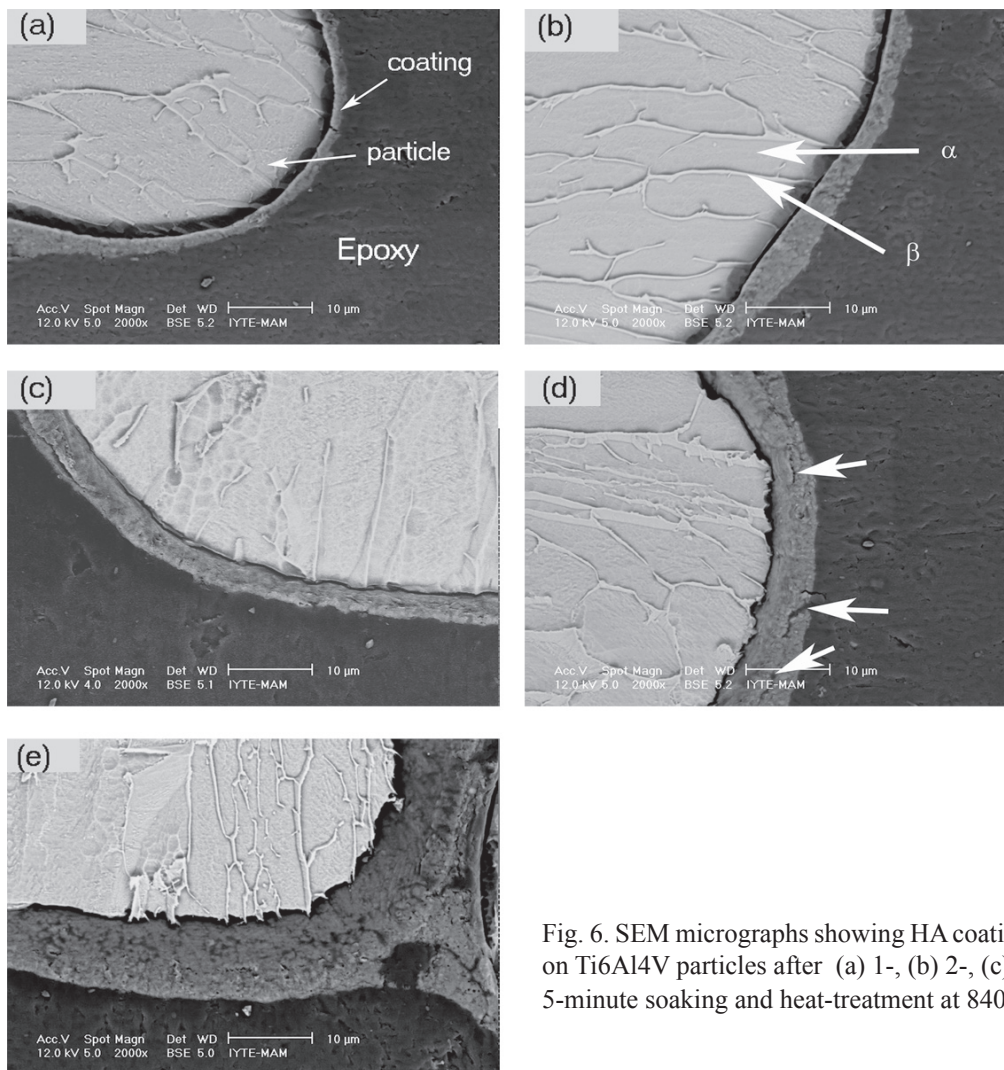 (a)
coating
particle
Epoxy
Acc.V Spot Magn Det WD 10 µm
12.0 kV 5.0 2000x BSE 5.2 IYTE-MAM
(b)
α
β
Acc.V Spot Magn Det WD 10 µm
12.0 kV 5.0 2000x BSE 5.2 IYTE-MAM
(c)
Acc.V Spot Magn Det WD 10 µm
12.0 kV 4.0 2000x BSE 5.1 IYTE-MAM
(d)
Acc.V Spot Magn Det WD 10 µm
12.0 kV 5.0 2000x BSE 5.2 IYTE-MAM
(e)
Acc.V Spot Magn Det WD 10 µm
12.0 kV 5.0 2000x BSE 5.0 IYTE-MAM
Fig. 6. SEM micrographs showing HA coati
on Ti6Al4V particles after (a) 1-, (b) 2-, (c)
5-minute soaking and heat-treatment at 840